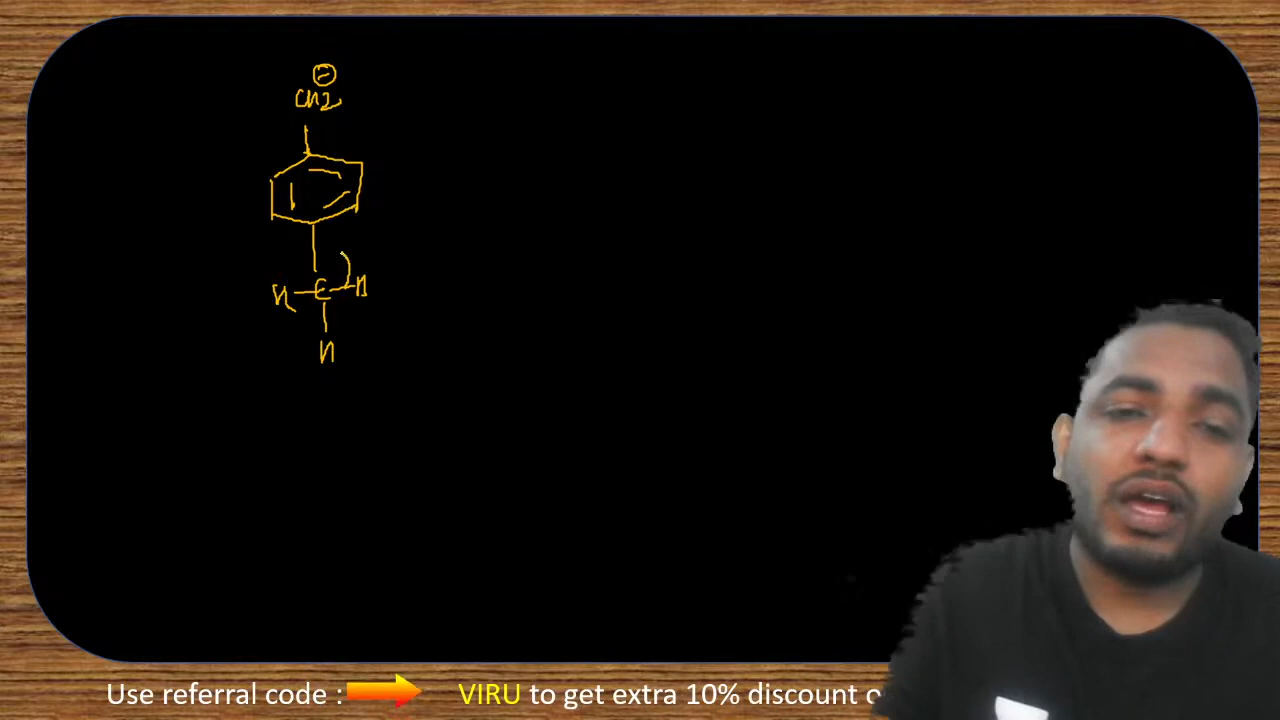 ⊖
CH2
H C H
H
Use referral code : VIRU to get extra 10% discount o